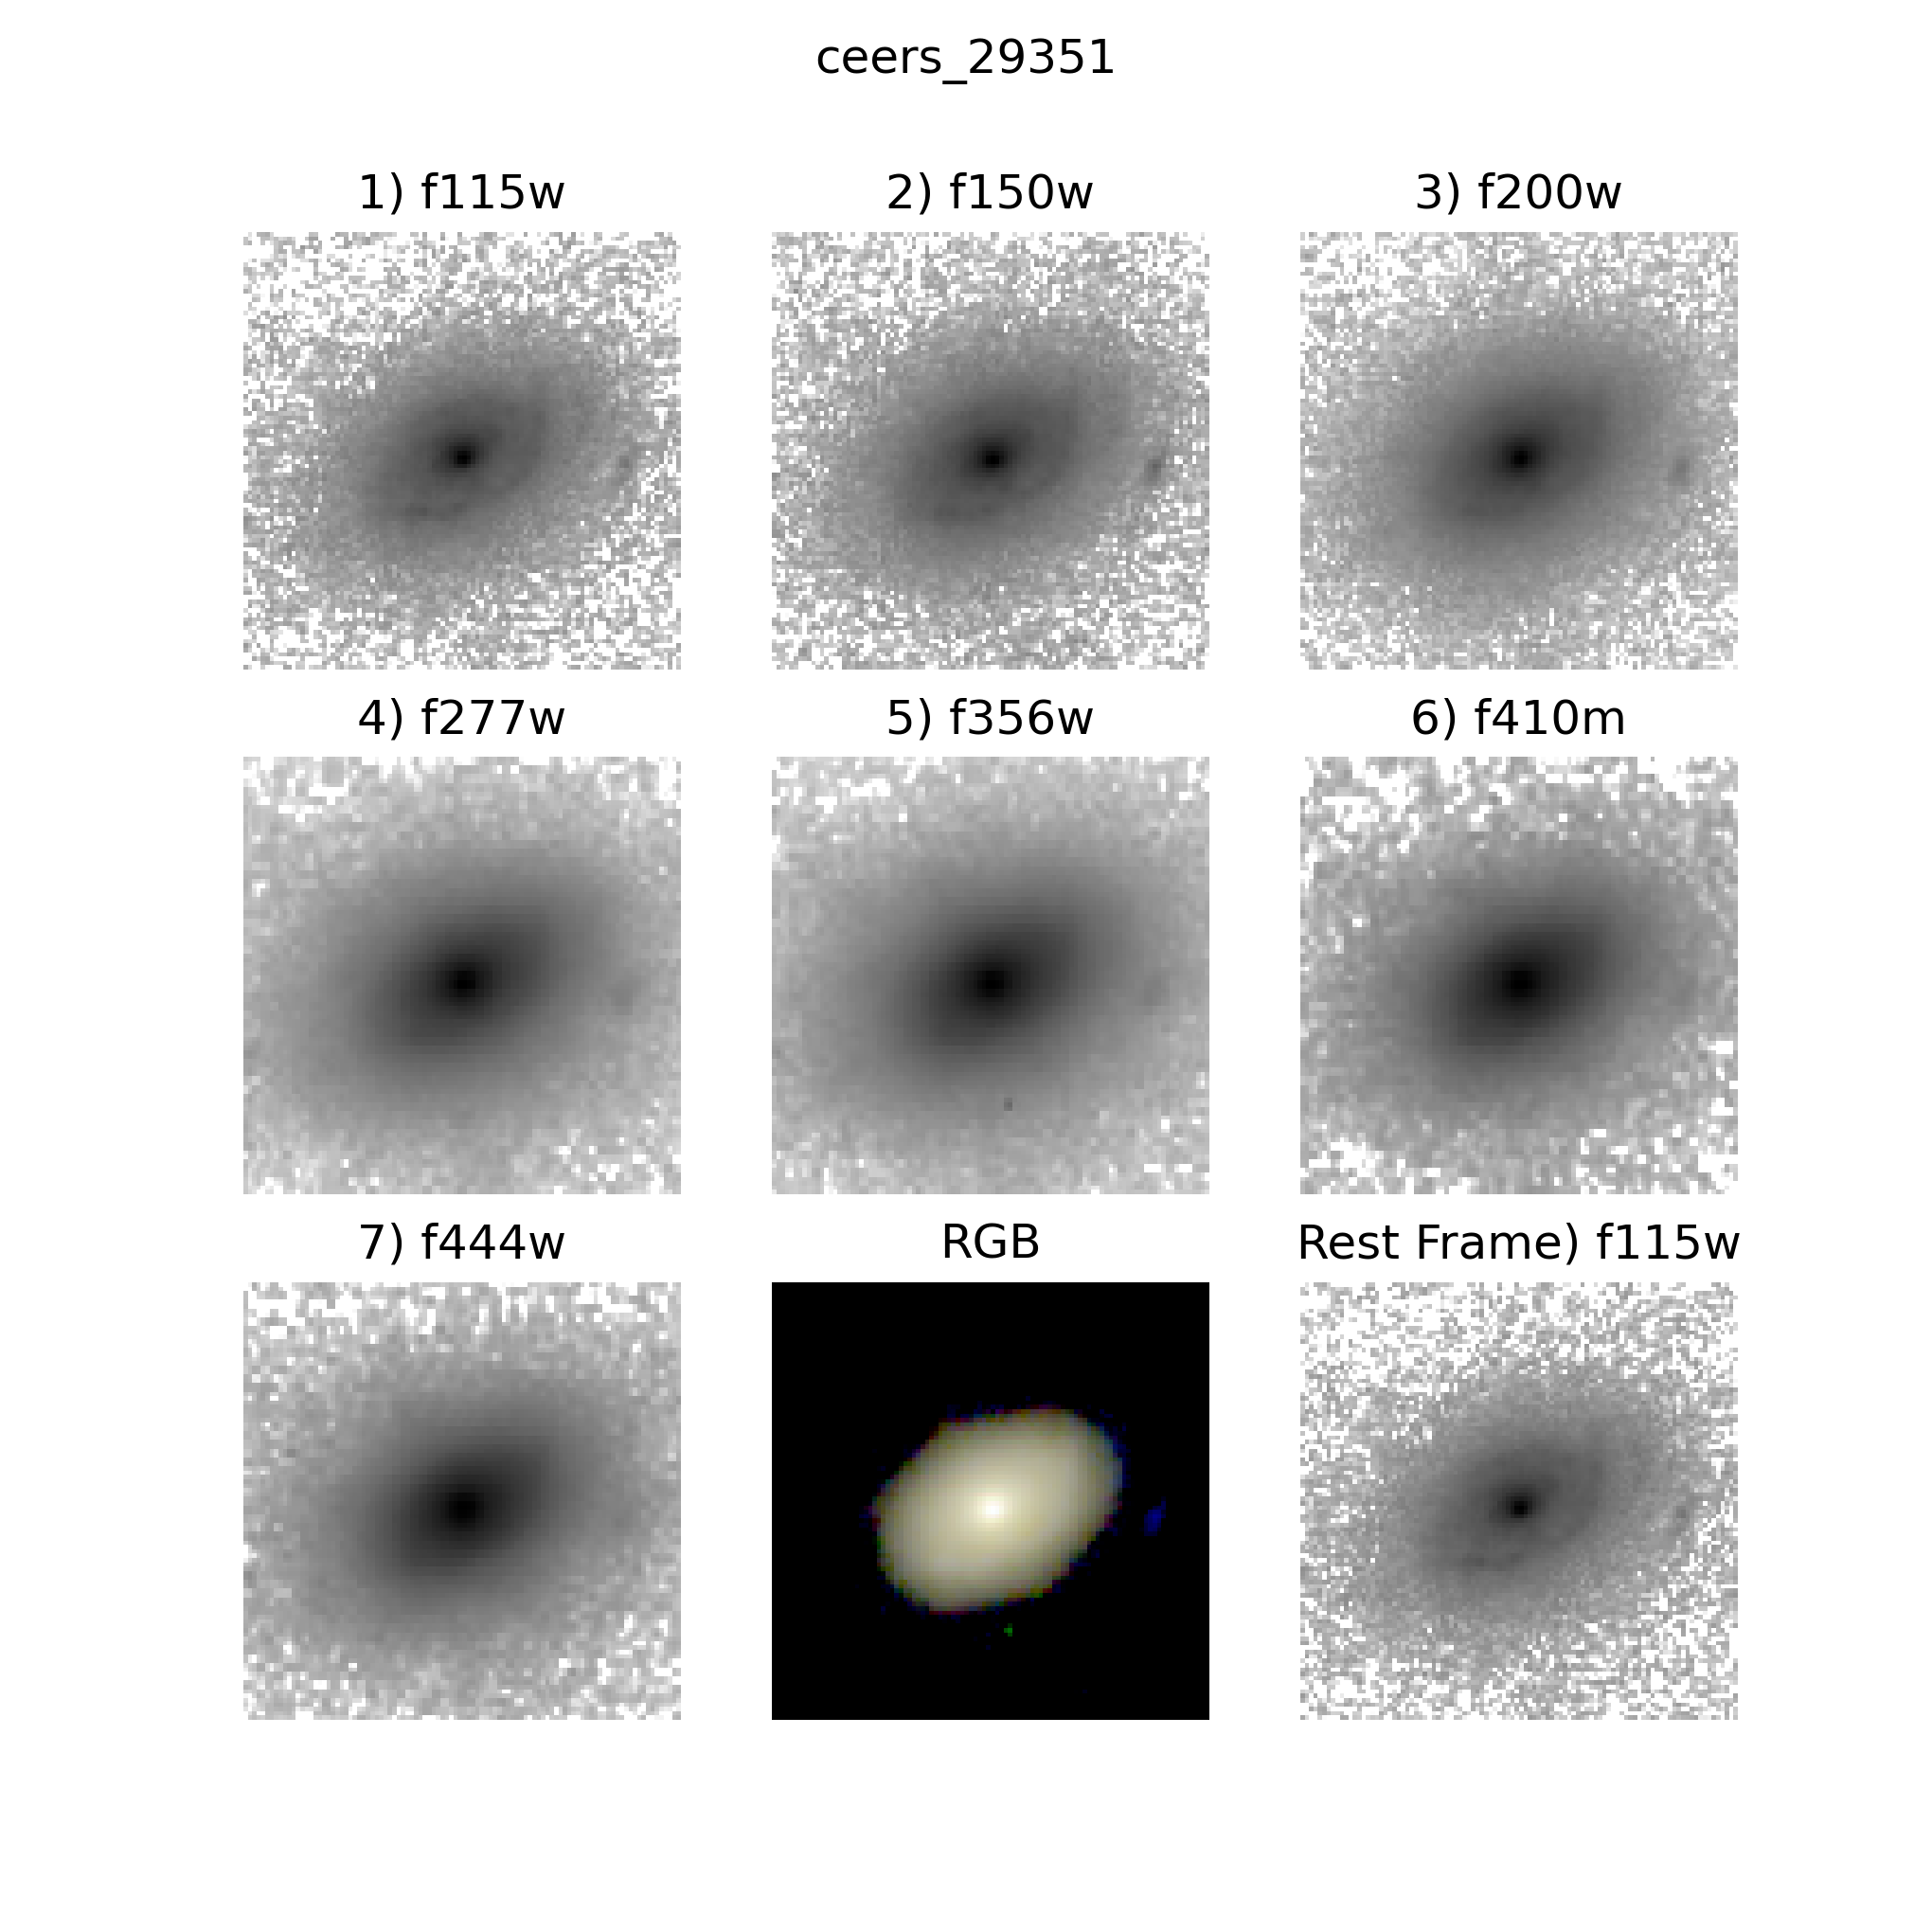 ceers_29351
1) f115w
2) f150w
3) f200w
4) f277w
5) f356w
6) f410m
7) f444w
RGB
Rest Frame) f115w